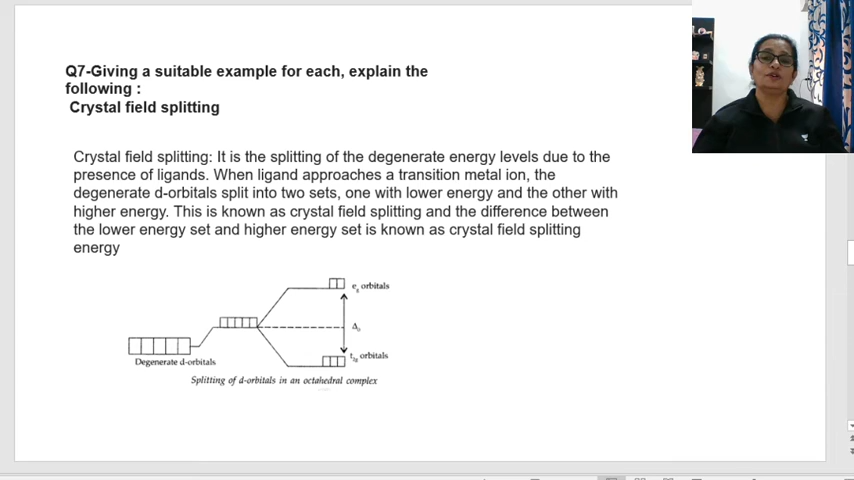 Q7-Giving a suitable example for each, explain the
following :
Crystal field splitting
Crystal field splitting: It is the splitting of the degenerate energy levels due to the
presence of ligands. When ligand approaches a transition metal ion, the
degenerate d-orbitals split into two sets, one with lower energy and the other with
higher energy. This is known as crystal field splitting and the difference between
the lower energy set and higher energy set is known as crystal field splitting
energy
eg orbitals
Δo
t2g orbitals
Degenerate d-orbitals
Splitting of d-orbitals in an octahedral complex